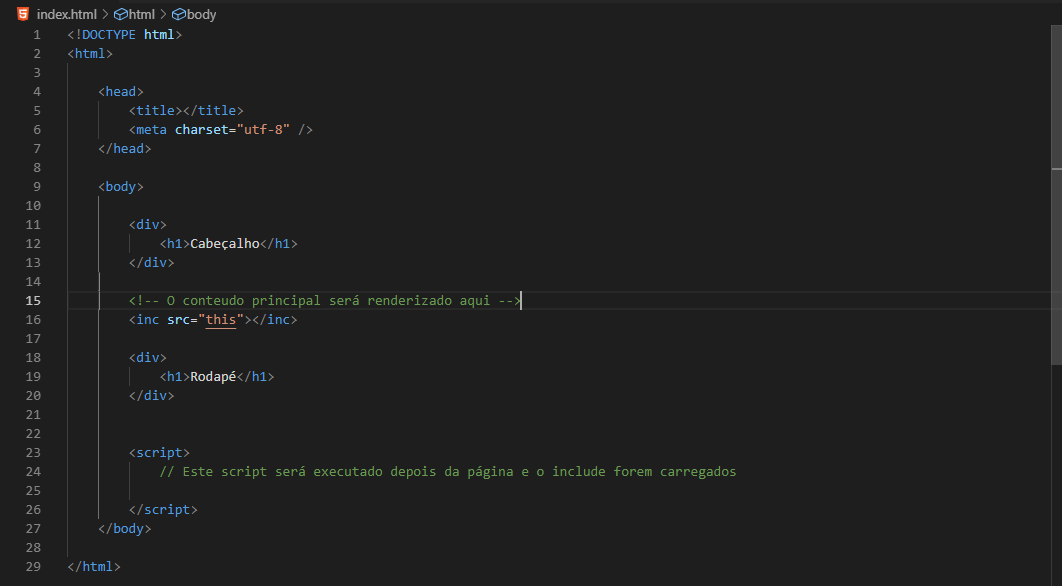 index.html > html > body
1 <!DOCTYPE html>
2 <html>
3
4 <head>
5 <title></title>
6 <meta charset="utf-8" />
7 </head>
8
9 <body>
10
11 <div>
12 <h1>Cabeçalho</h1>
13 </div>
14
15 <!-- O conteudo principal será renderizado aqui -->
16 <inc src="this"></inc>
17
18 <div>
19 <h1>Rodapé</h1>
20 </div>
21
22
23 <script>
24 // Este script será executado depois da página e o include forem carregados
25
26 </script>
27 </body>
28
29 </html>